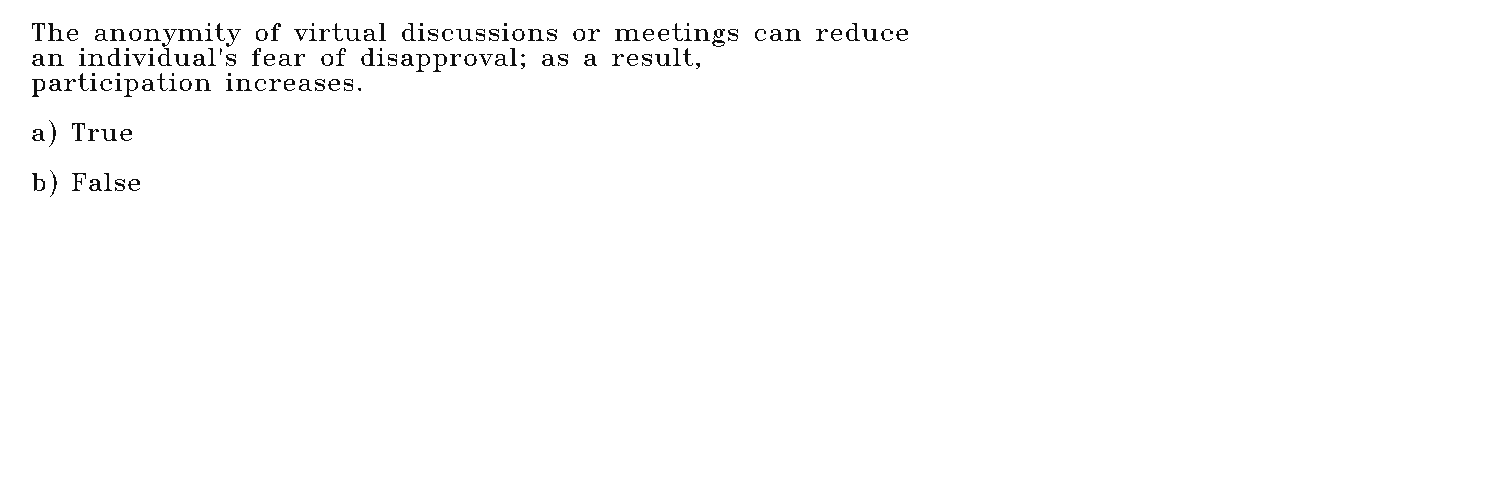 The anonymity of virtual discussions or meetings can reduce
an individual's fear of disapproval; as a result,
participation increases.
a) True
b) False